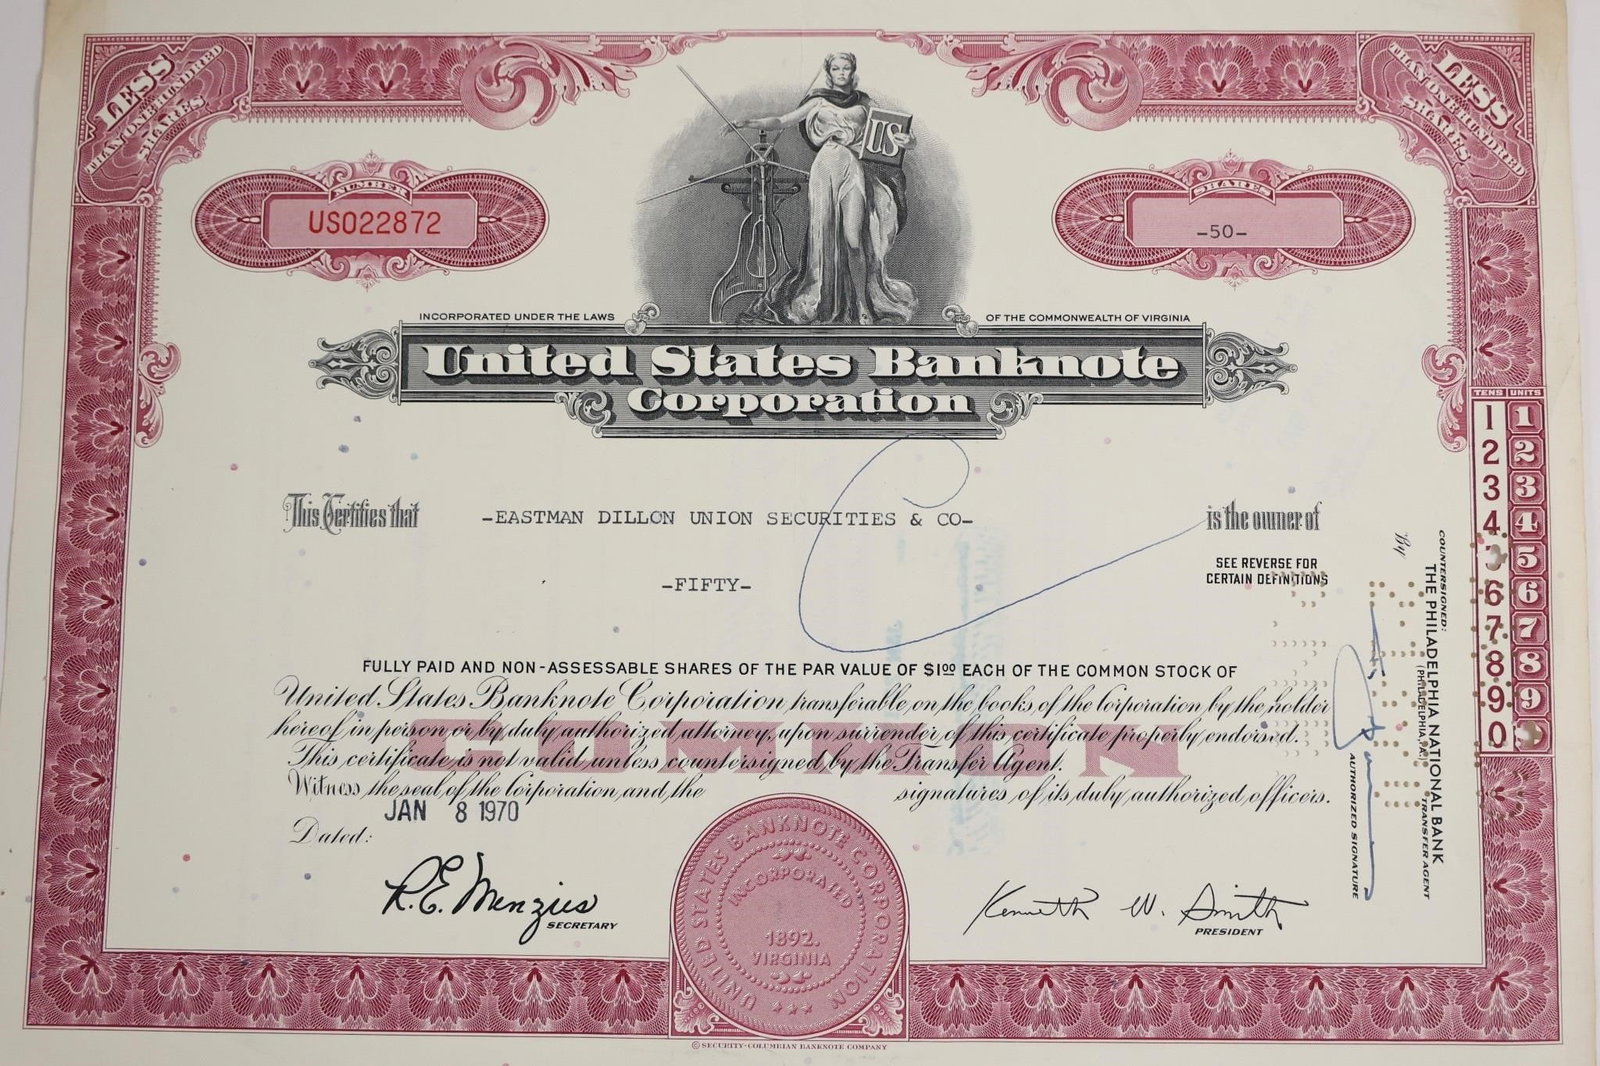 LESS
THAN ONE HUNDRED
SHARES
LESS
THAN ONE HUNDRED
SHARES
NUMBER
US022872
US
SHARES
-50-
INCORPORATED UNDER THE LAWS
OF THE COMMONWEALTH OF VIRGINIA
United States Banknote
Corporation
TENS UNITS
1 1
2 2
3 3
4 4
5
6 6
7 7
8 8
9 9
0
This Certifies that
-EASTMAN DILLON UNION SECURITIES & CO-
is the owner of
-FIFTY-
SEE REVERSE FOR
CERTAIN DEFINITIONS
FULLY PAID AND NON-ASSESSABLE SHARES OF THE PAR VALUE OF $1.00 EACH OF THE COMMON STOCK OF
United States Banknote Corporation transferable on the books of the Corporation by the holder
hereof in person or by duly authorized attorney, upon surrender of this certificate properly endorsed.
This certificate is not valid unless countersigned by the Transfer Agent.
Witness the seal of the Corporation and the signatures of its duly authorized officers.
COMMON
JAN 8 1970
Dated:
R.E. Menzies
SECRETARY
UNITED STATES BANKNOTE CORPORATION
INCORPORATED
1892.
VIRGINIA
Kenneth W. Smith
PRESIDENT
COUNTERSIGNED:
THE PHILADELPHIA NATIONAL BANK
(PHILADELPHIA, PA.)
TRANSFER AGENT
By
AUTHORIZED SIGNATURE
© SECURITY-COLUMBIAN BANKNOTE COMPANY